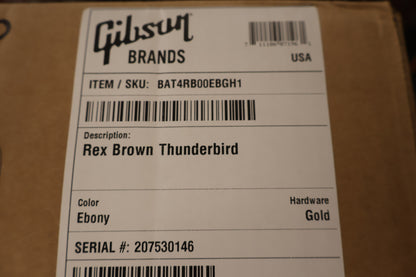 Gibson
BRANDS
USA
ITEM / SKU: BAT4RB00EBGH1
Description:
Rex Brown Thunderbird
Color
Hardware
Ebony
Gold
SERIAL #: 207530146